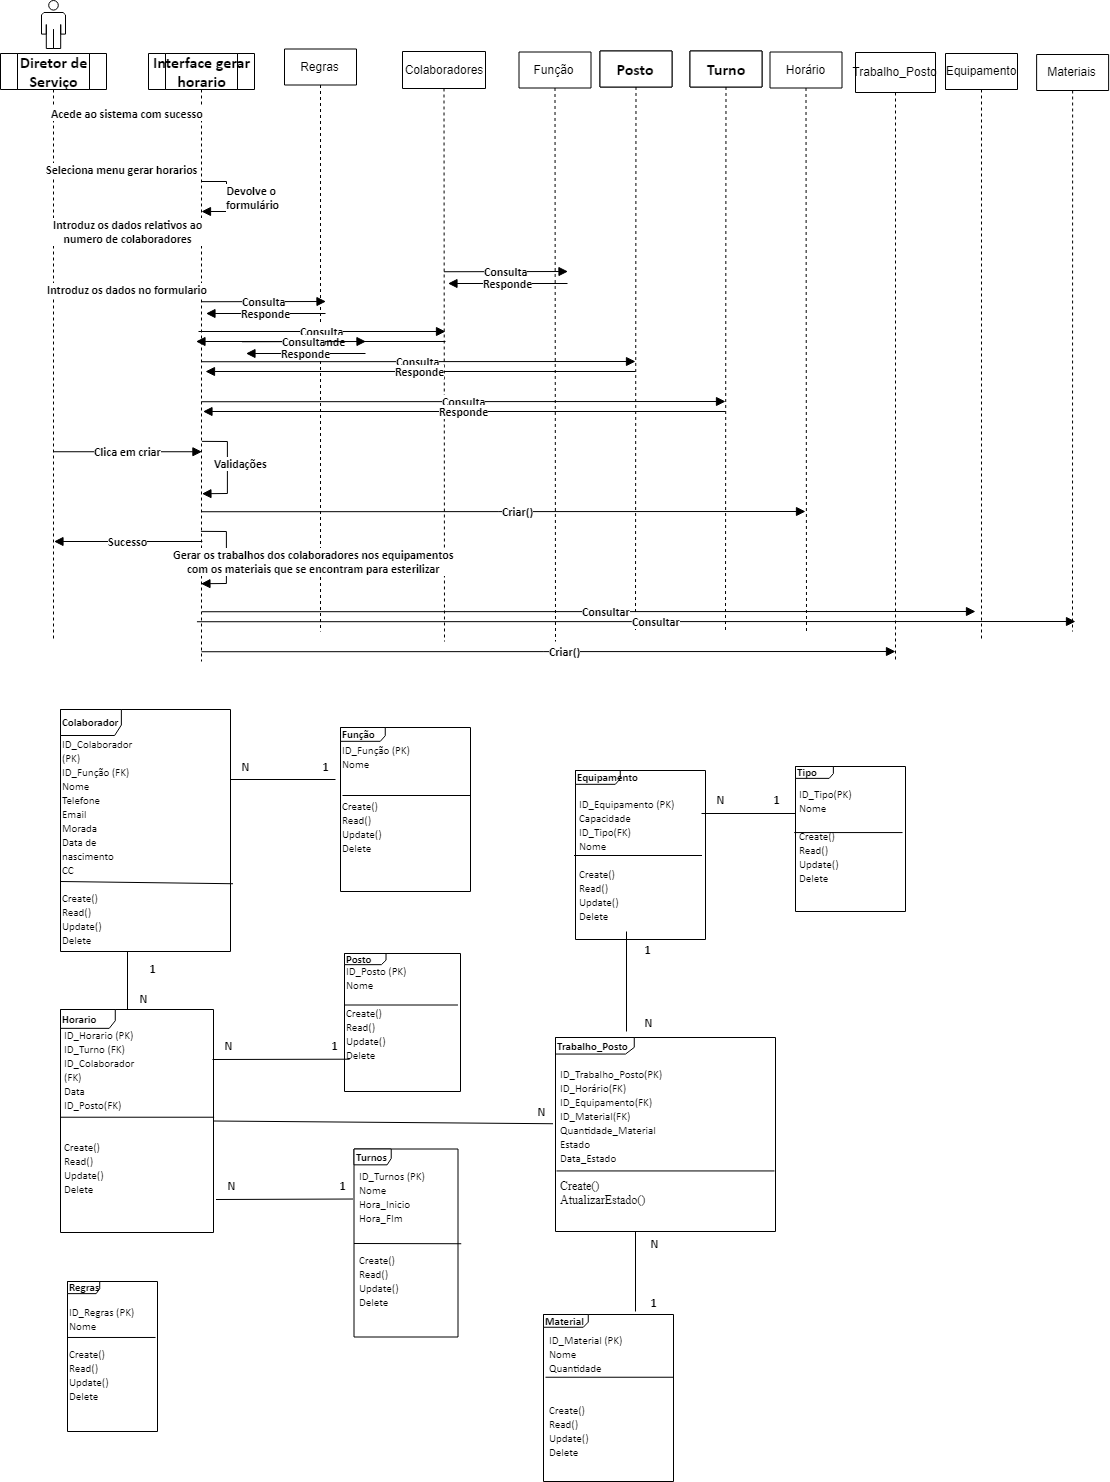 Diretor de
Serviço
Interface gerar
horario
Regras
Colaboradores
Função
Posto
Turno
Horário
Trabalho_Posto
Equipamento
Materiais
Acede ao sistema com sucesso
Seleciona menu gerar horarios
Devolve o
formulário
Introduz os dados relativos ao
numero de colaboradores
Consulta
Responde
Introduz os dados no formulario
Consulta
Responde
Consulta
Responde
Consulta
Responde
Consulta
Responde
Clica em criar
Validações
Criar()
Sucesso
Gerar os trabalhos dos colaboradores nos equipamentos
com os materiais que se encontram para esterilizar
Consultar
Consultar
Criar()
Colaborador
ID_Colaborador
(PK)
ID_Função (FK)
Nome
Telefone
Email
Morada
Data de
nascimento
CC
Create()
Read()
Update()
Delete
N
1
Função
ID_Função (PK)
Nome
Create()
Read()
Update()
Delete
Equipamento
ID_Equipamento (PK)
Capacidade
ID_Tipo(FK)
Nome
Create()
Read()
Update()
Delete
N
1
Tipo
ID_Tipo(PK)
Nome
Create()
Read()
Update()
Delete
1
N
Horario
ID_Horario (PK)
ID_Turno (FK)
ID_Colaborador
(FK)
Data
ID_Posto(FK)
Create()
Read()
Update()
Delete
N
1
Posto
ID_Posto (PK)
Nome
Create()
Read()
Update()
Delete
1
N
N
Trabalho_Posto
ID_Trabalho_Posto(PK)
ID_Horário(FK)
ID_Equipamento(FK)
ID_Material(FK)
Quantidade_Material
Estado
Data_Estado
Create()
AtualizarEstado()
N
1
Turnos
ID_Turnos (PK)
Nome
Hora_Inicio
Hora_FIm
Create()
Read()
Update()
Delete
N
1
Regras
ID_Regras (PK)
Nome
Create()
Read()
Update()
Delete
Material
ID_Material (PK)
Nome
Quantidade
Create()
Read()
Update()
Delete